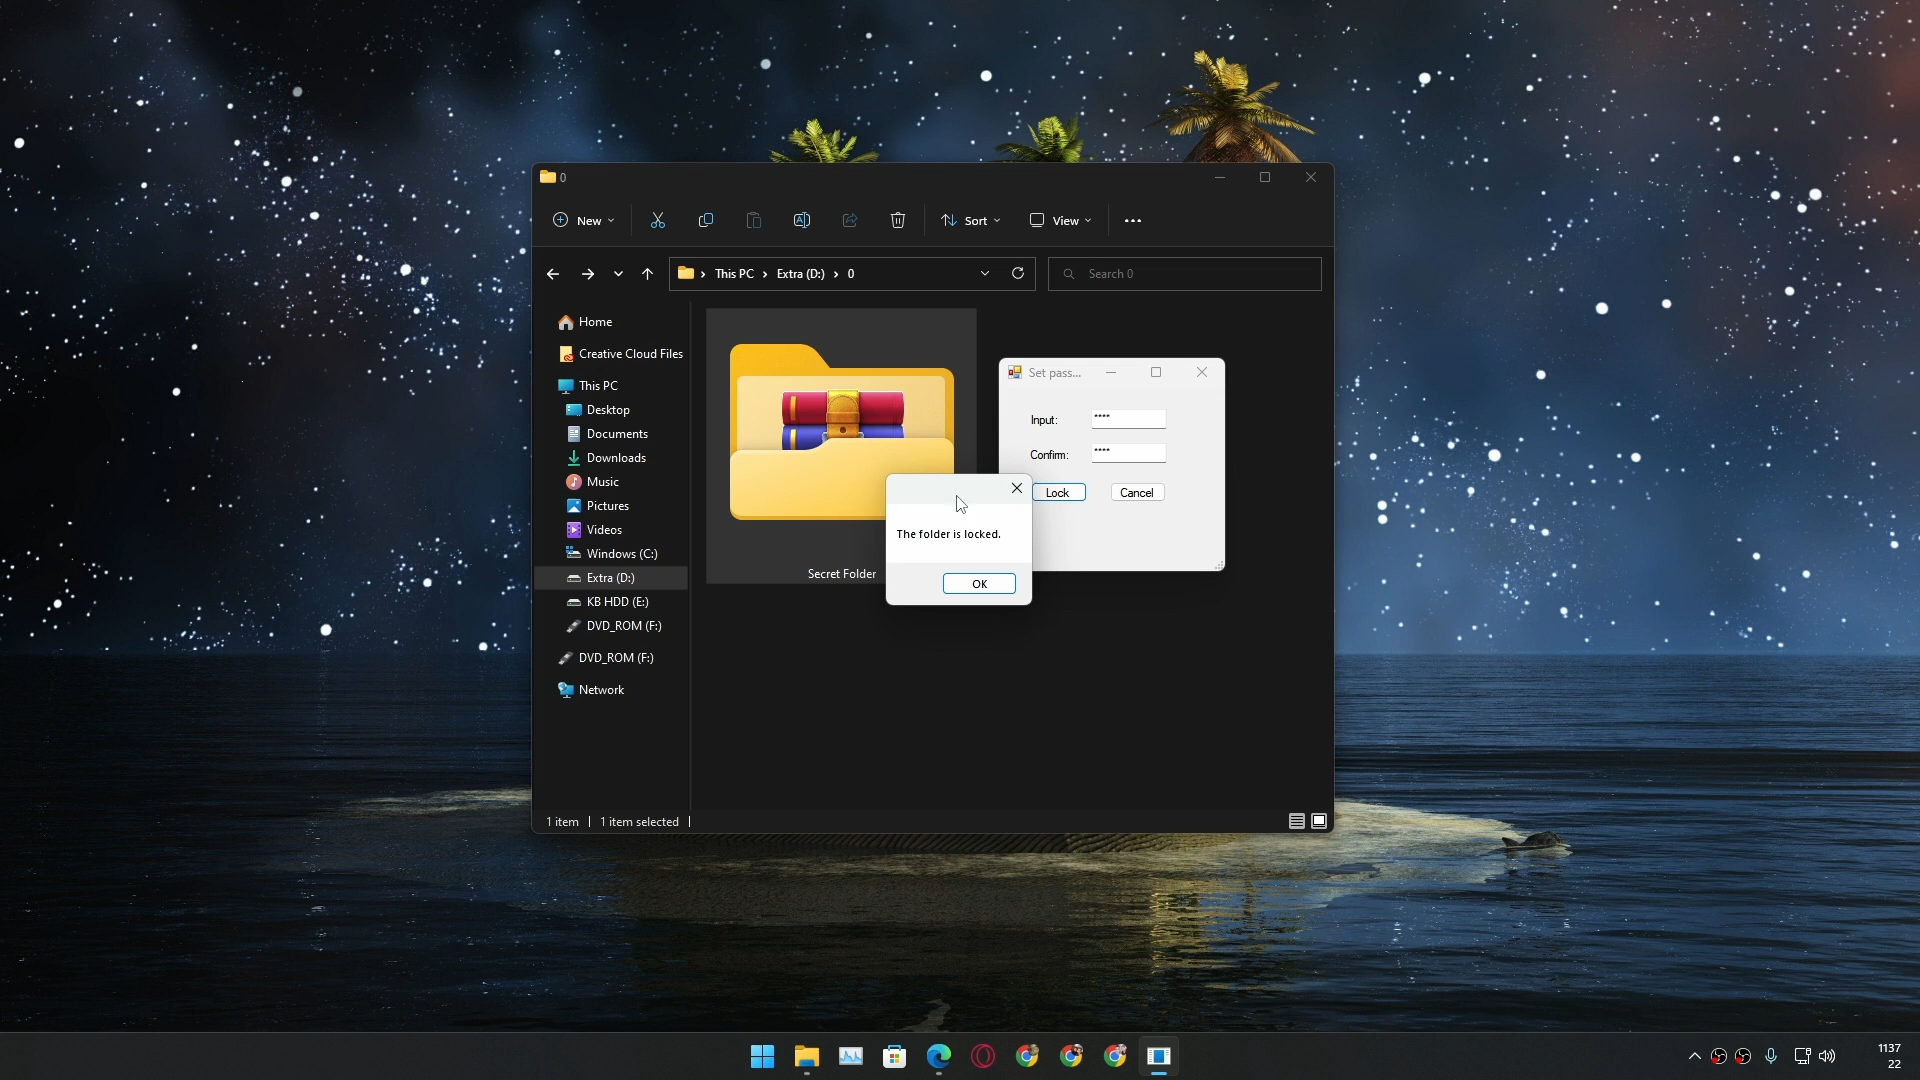 0
New
Sort
View
This PC
Extra (D:)
0
Search 0
Home
Creative Cloud Files
This PC
Desktop
Documents
Downloads
Music
Pictures
Videos
Windows (C:)
Extra (D:)
KB HDD (E:)
DVD_ROM (F:)
DVD_ROM (F:)
Network
Secret Folder
Set pass...
Input: ****
Confirm: ****
Lock
Cancel
The folder is locked.
OK
1 item
1 item selected
1137
22